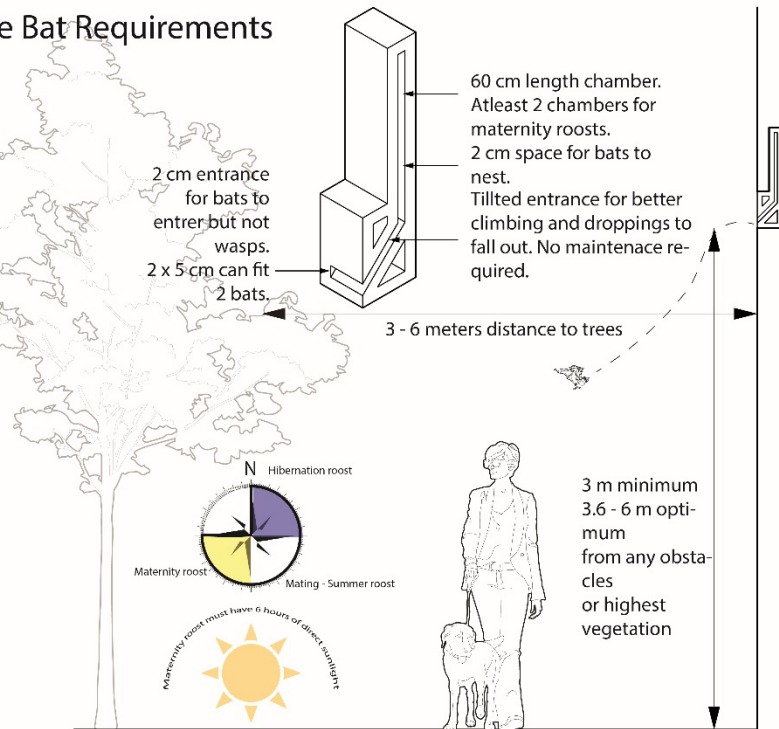 e Bat Requirements
60 cm length chamber.
Atleast 2 chambers for
maternity roosts.
2 cm space for bats to
nest.
Tillted entrance for better
climbing and droppings to
fall out. No maintenace re-
quired.
2 cm entrance
for bats to
entrer but not
wasps.
2 x 5 cm can fit
2 bats.
3 - 6 meters distance to trees
N
Hibernation roost
Maternity roost
Mating - Summer roost
Maternity roost must have 6 hours of direct sunlight
3 m minimum
3.6 - 6 m opti-
mum
from any obsta-
cles
or highest
vegetation